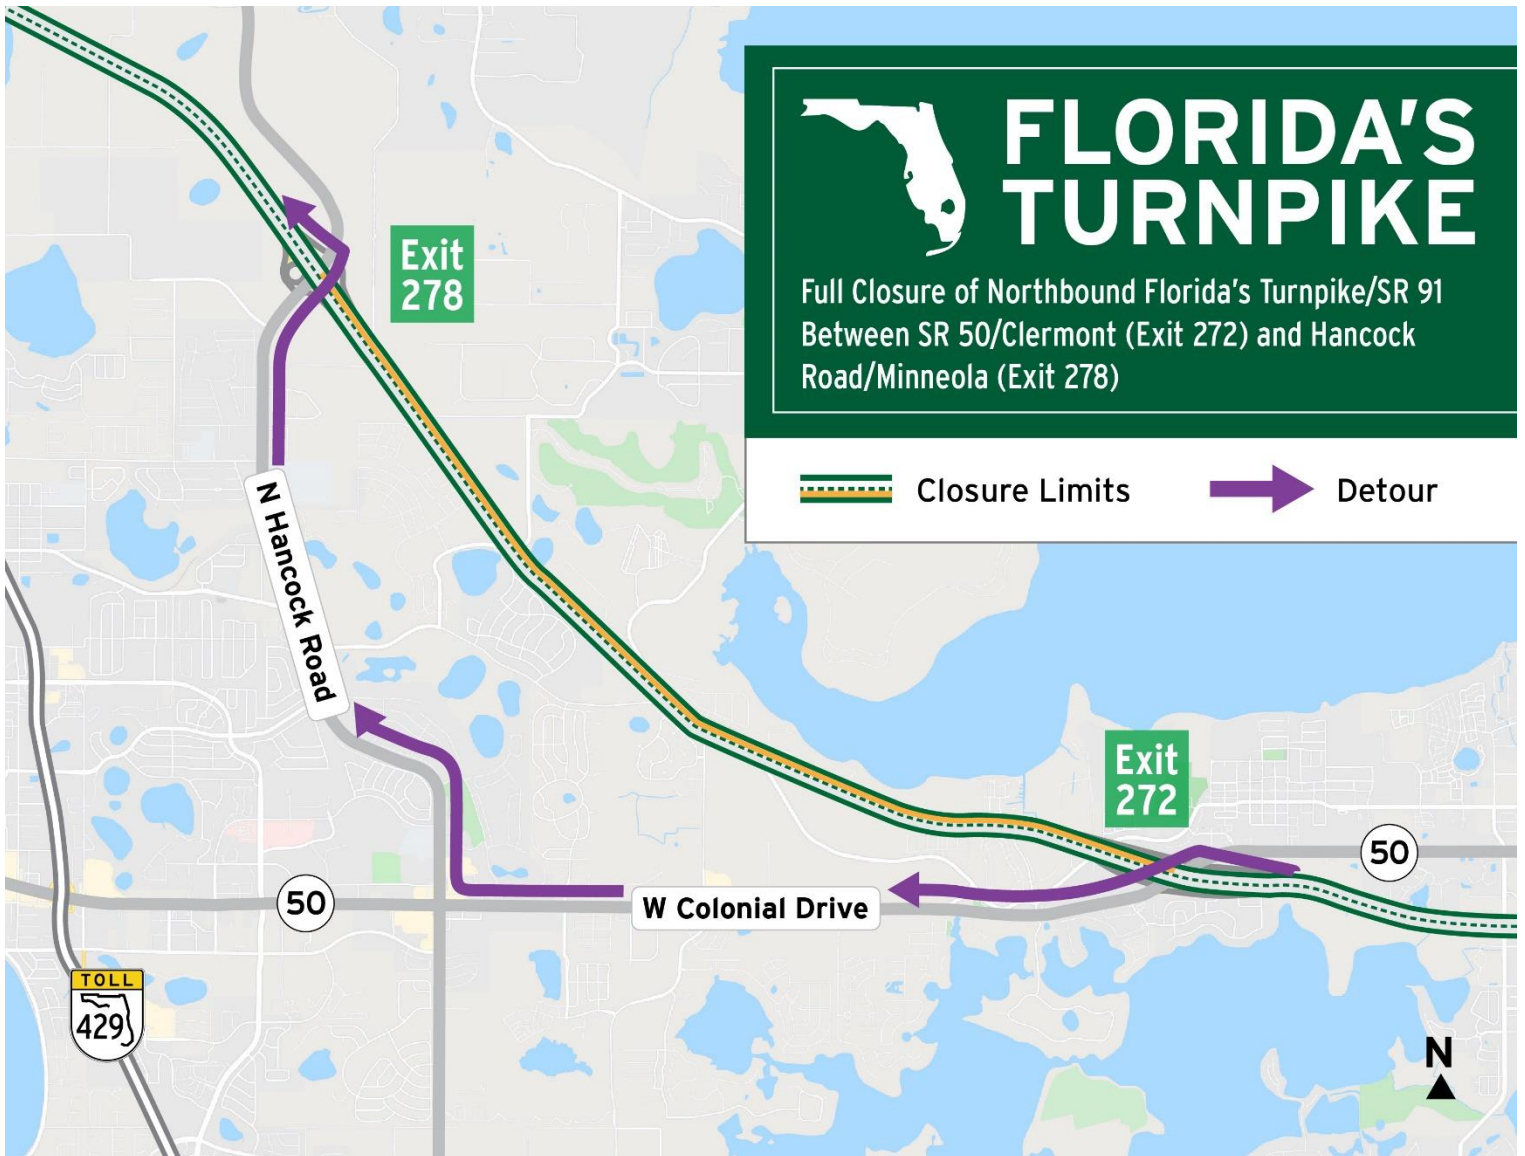 FLORIDA'S
TURNPIKE
Full Closure of Northbound Florida's Turnpike/SR 91
Between SR 50/Clermont (Exit 272) and Hancock
Road/Minneola (Exit 278)
Closure Limits
Detour
Exit
278
N Hancock Road
Exit
272
50
50
W Colonial Drive
TOLL
429
N